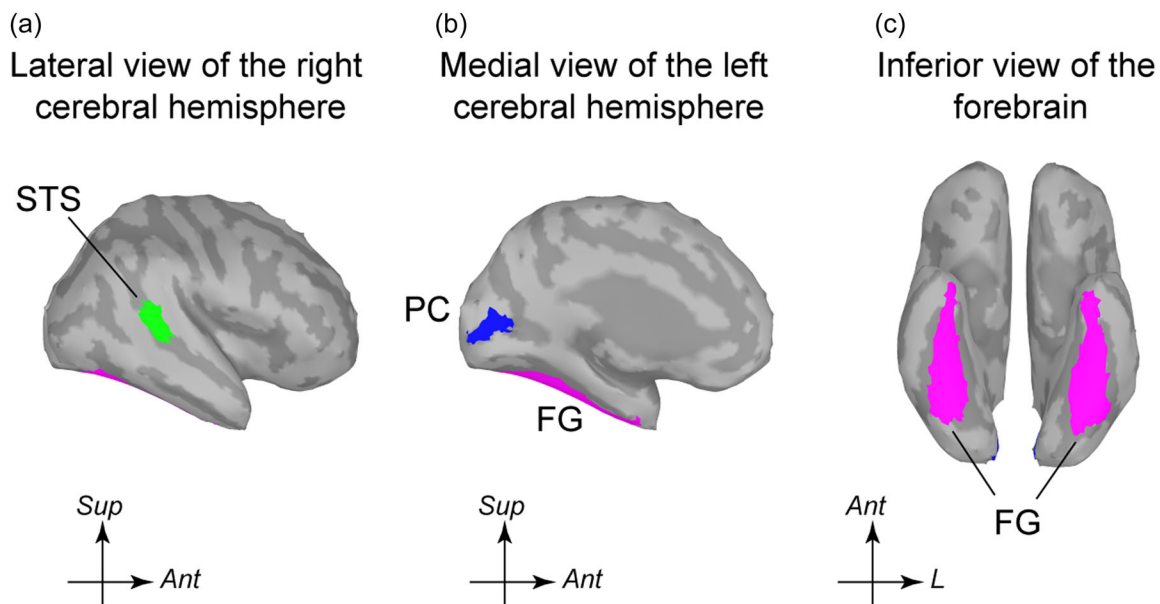 (a)
Lateral view of the right
cerebral hemisphere
STS
Sup
Ant
(b)
Medial view of the left
cerebral hemisphere
PC
FG
Sup
Ant
(c)
Inferior view of the
forebrain
FG
Ant
L